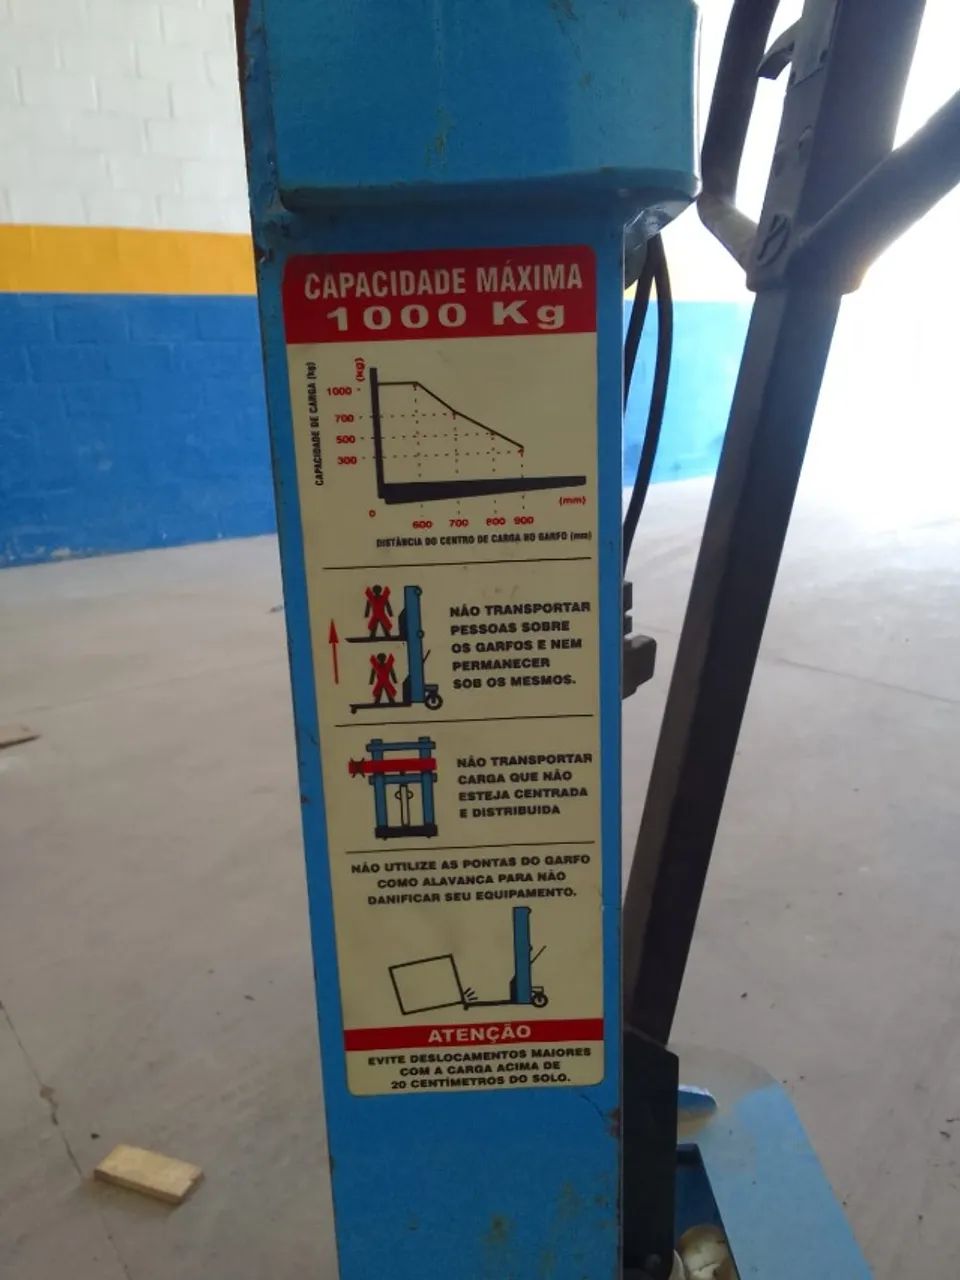 CAPACIDADE MÁXIMA
1000 Kg
CAPACIDADE DE CARGA (kg)
(kg)
1000
700
500
300
(mm)
0
600 700 800 900
DISTÂNCIA DO CENTRO DE CARGA NO GARFO (mm)
NÃO TRANSPORTAR
PESSOAS SOBRE
OS GARFOS E NEM
PERMANECER
SOB OS MESMOS.
NÃO TRANSPORTAR
CARGA QUE NÃO
ESTEJA CENTRADA
E DISTRIBUIDA
NÃO UTILIZE AS PONTAS DO GARFO
COMO ALAVANCA PARA NÃO
DANIFICAR SEU EQUIPAMENTO.
ATENÇÃO
EVITE DESLOCAMENTOS MAIORES
COM A CARGA ACIMA DE
20 CENTÍMETROS DO SOLO.